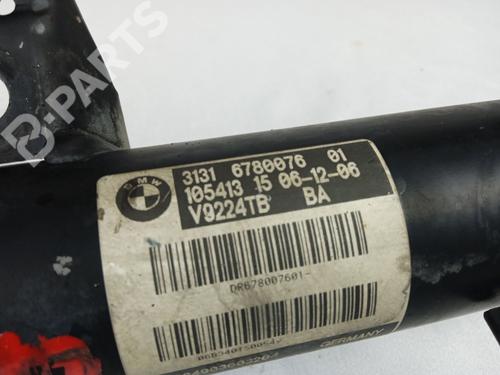 B-PARTS
BMW
3131 6780076 01
105413 15 06-12-06
V9224TB BA
DR678007601-
GERMANY